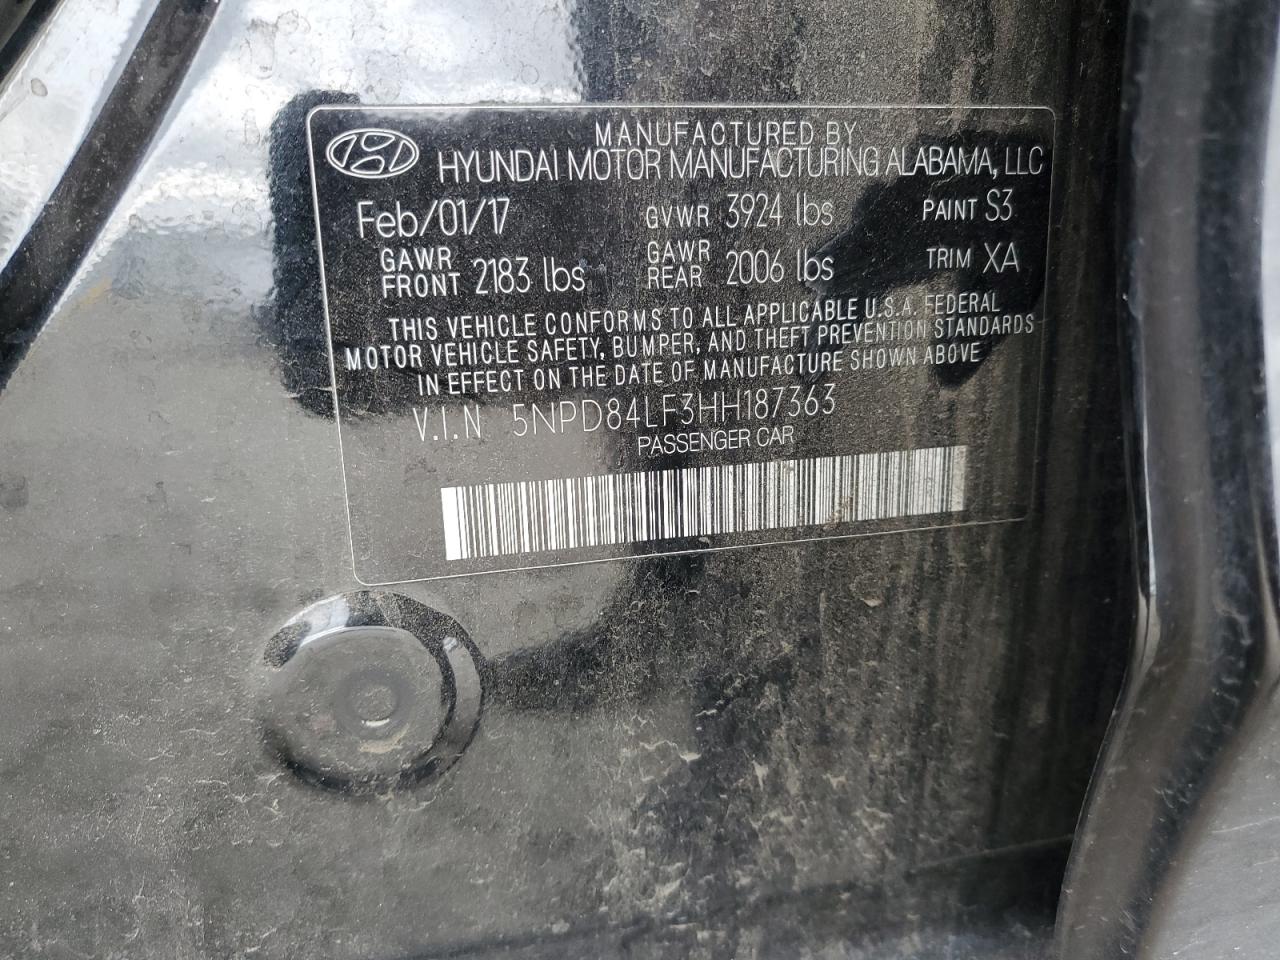 MANUFACTURED BY
HYUNDAI MOTOR MANUFACTURING ALABAMA, LLC
Feb/01/17 GVWR 3924 lbs PAINT S3
GAWR FRONT 2183 lbs GAWR REAR 2006 lbs TRIM XA
THIS VEHICLE CONFORMS TO ALL APPLICABLE U.S.A. FEDERAL
MOTOR VEHICLE SAFETY, BUMPER, AND THEFT PREVENTION STANDARDS
IN EFFECT ON THE DATE OF MANUFACTURE SHOWN ABOVE
V.I.N 5NPD84LF3HH187363
PASSENGER CAR